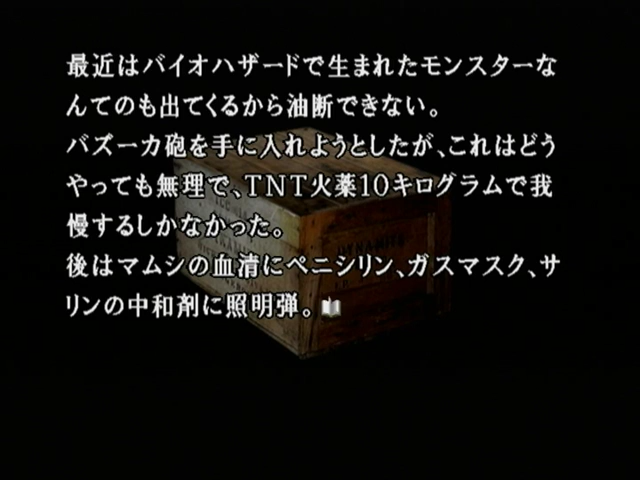 最近はバイオハザードで生まれたモンスターな
んてのも出てくるから油断できない。
バズーカ砲を手に入れようとしたが、これはどう
やっても無理で、TNT火薬10キログラムで我
慢するしかなかった。
後はマムシの血清にペニシリン、ガスマスク、サ
リンの中和剤に照明弾。
DYNAMITE